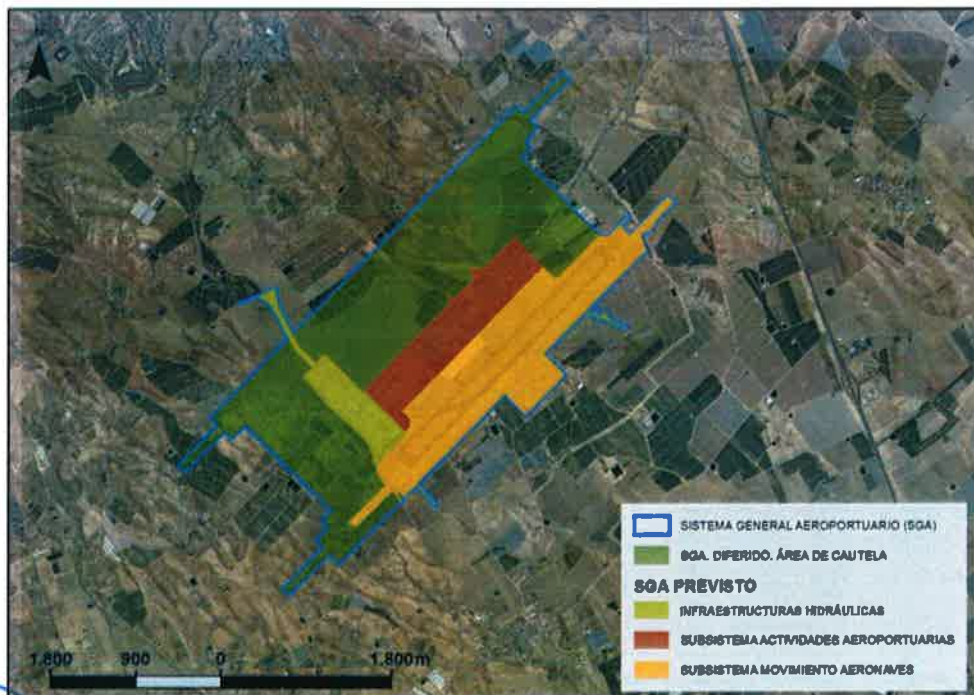 1.800 900 0 1.800 m
SISTEMA GENERAL AEROPORTUARIO (SGA)
SGA. DIFERIDO. ÁREA DE CAUTELA
SGA PREVISTO
INFRAESTRUCTURAS HIDRÁULICAS
SUBSISTEMA ACTIVIDADES AEROPORTUARIAS
SUBSISTEMA MOVIMIENTO AERONAVES